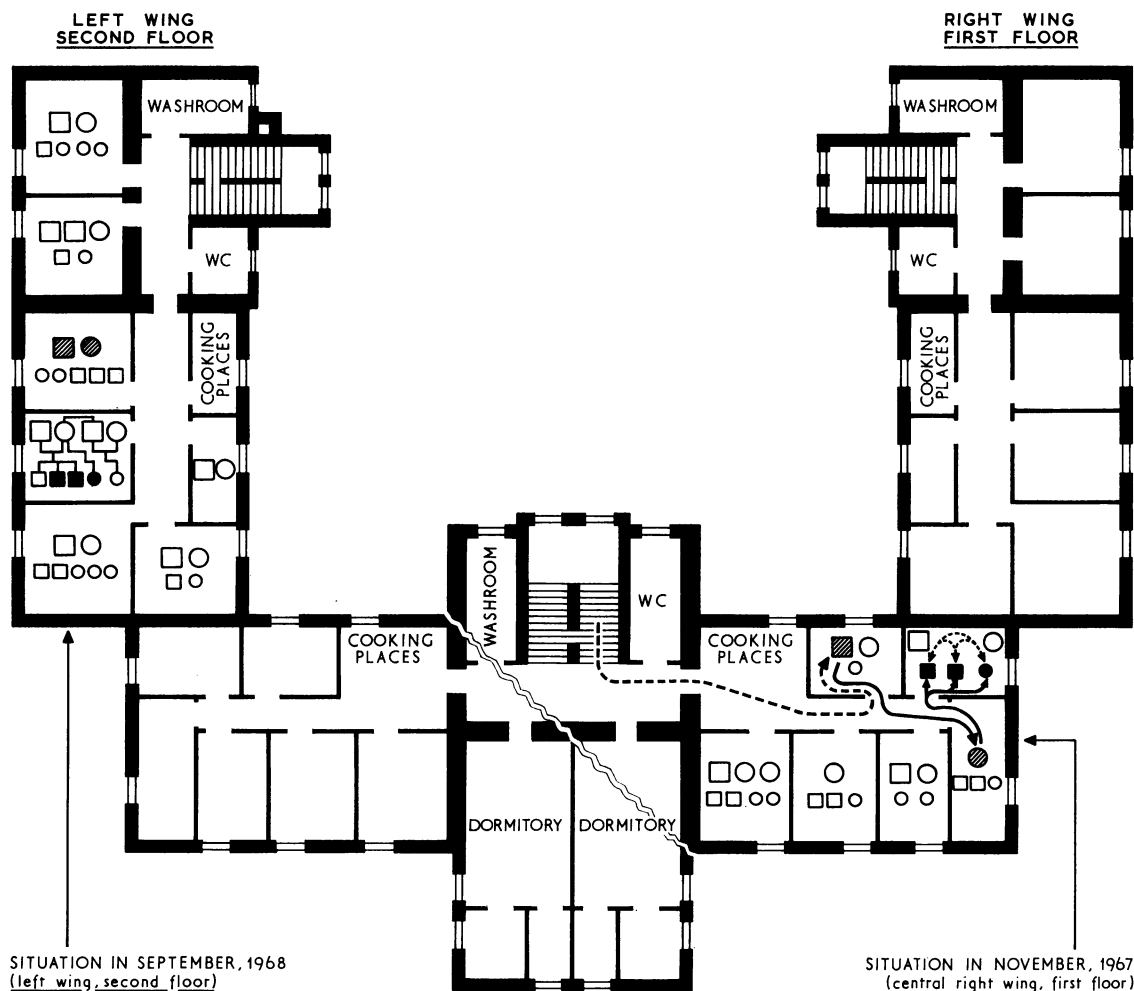 LEFT WING
SECOND FLOOR
RIGHT WING
FIRST FLOOR
WASHROOM
WASHROOM
WC
WC
COOKING
PLACES
COOKING
PLACES
WASHROOM
WC
COOKING
PLACES
COOKING
PLACES
DORMITORY
DORMITORY
SITUATION IN SEPTEMBER, 1968
(left wing, second floor)
SITUATION IN NOVEMBER, 1967
(central right wing, first floor)